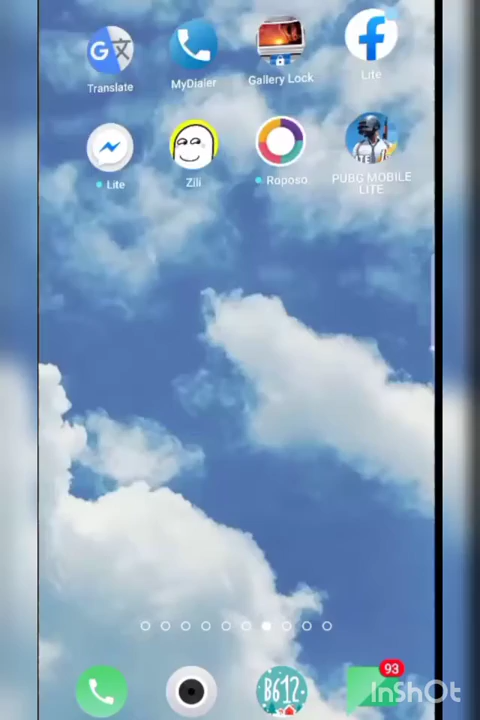 Translate
MyDialer
Gallery Lock
Lite
Lite
Zili
Roposo
PUBG MOBILE
LITE
B612
93
InShOt